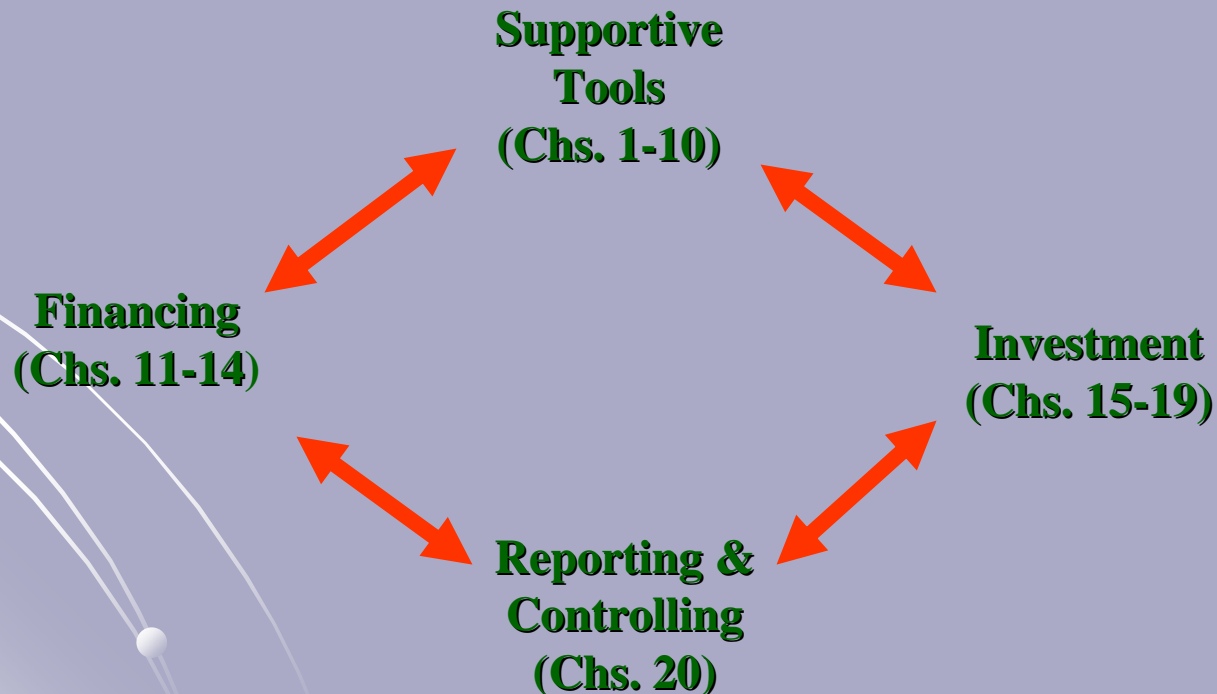 Supportive
Tools
(Chs. 1-10)
Financing
(Chs. 11-14)
Investment
(Chs. 15-19)
Reporting &
Controlling
(Chs. 20)